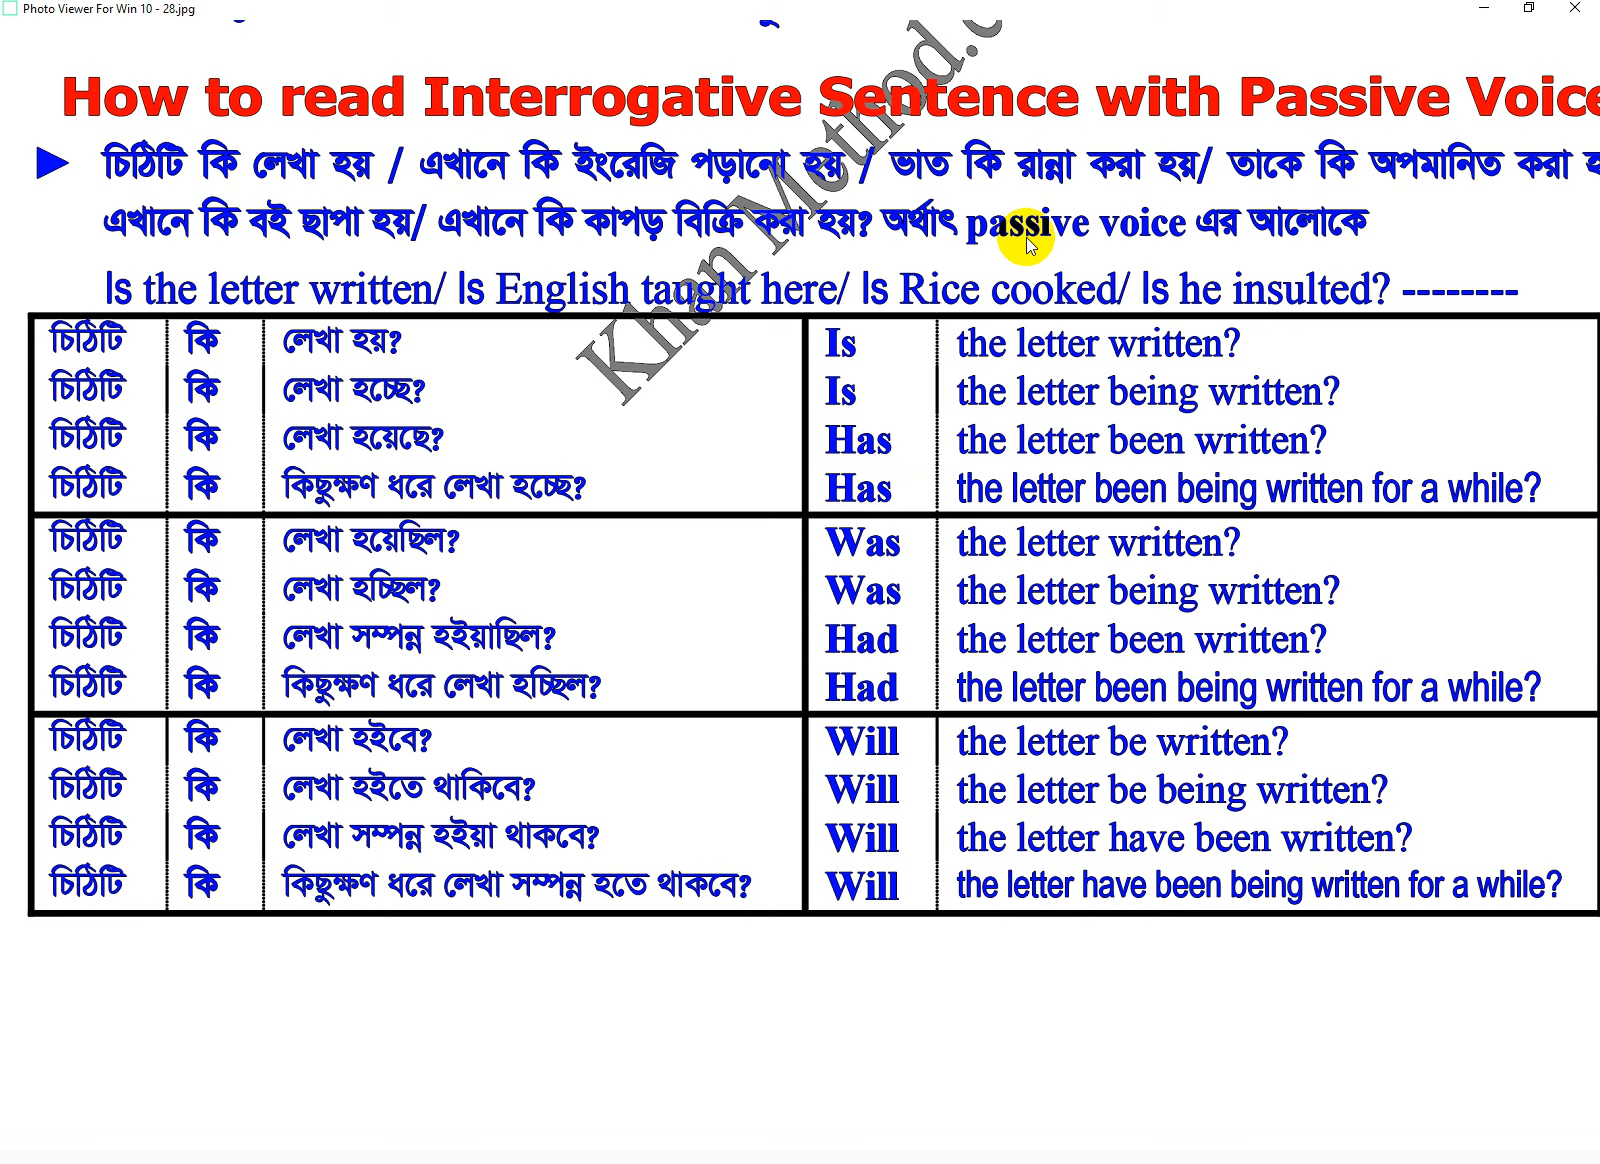 Photo Viewer For Win 10 - 28.jpg
Khan Method.
How to read Interrogative Sentence with Passive Voice
▶ চিঠিটি কি লেখা হয় / এখানে কি ইংরেজি পড়ানো হয় / ভাত কি রান্না করা হয়/ তাকে কি অপমানিত করা
এখানে কি বই ছাপা হয়/ এখানে কি কাপড় বিক্রি করা হয়? অর্থাৎ passive voice এর আলোকে
Is the letter written/ Is English taught here/ Is Rice cooked/ Is he insulted? --------
চিঠিটি কি লেখা হয়? Is the letter written?
চিঠিটি কি লেখা হচ্ছে? Is the letter being written?
চিঠিটি কি লেখা হয়েছে? Has the letter been written?
চিঠিটি কি কিছুক্ষণ ধরে লেখা হচ্ছে? Has the letter been being written for a while?
চিঠিটি কি লেখা হয়েছিল? Was the letter written?
চিঠিটি কি লেখা হচ্ছিল? Was the letter being written?
চিঠিটি কি লেখা সম্পন্ন হইয়াছিল? Had the letter been written?
চিঠিটি কি কিছুক্ষণ ধরে লেখা হচ্ছিল? Had the letter been being written for a while?
চিঠিটি কি লেখা হইবে? Will the letter be written?
চিঠিটি কি লেখা হইতে থাকিবে? Will the letter be being written?
চিঠিটি কি লেখা সম্পন্ন হইয়া থাকবে? Will the letter have been written?
চিঠিটি কি কিছুক্ষণ ধরে লেখা সম্পন্ন হতে থাকবে? Will the letter have been being written for a while?